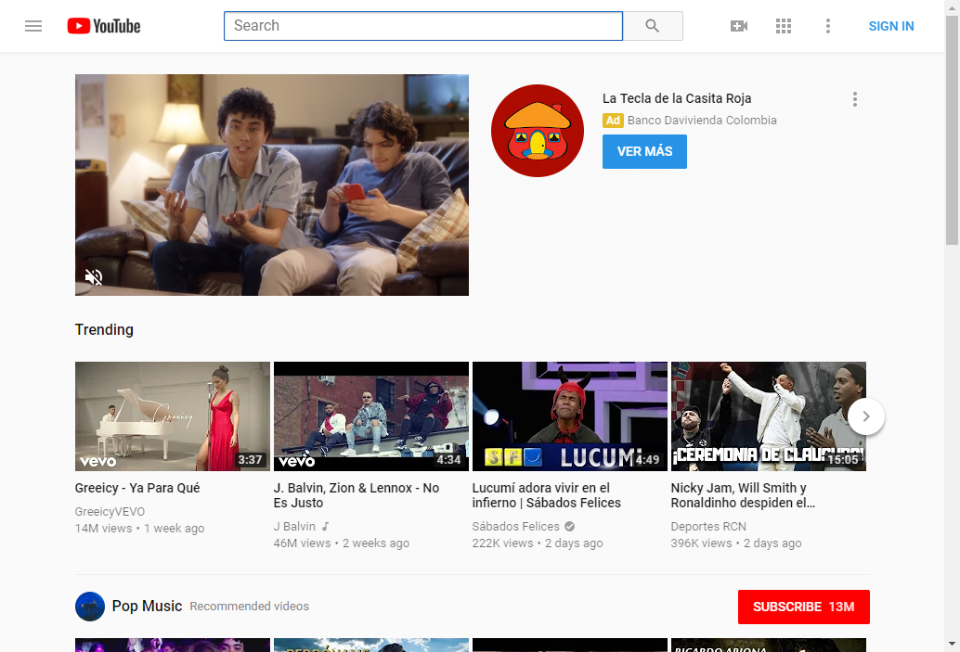 YouTube
Search
SIGN IN
La Tecla de la Casita Roja
Ad Banco Davivienda Colombia
VER MÁS
Trending
Greeicy
vevo
3:37
vevo
4:34
SFE
LUCUMÍ
4:49
¡CEREMONIA DE CLAUSURA!
15:05
Greeicy - Ya Para Qué
GreeicyVEVO
14M views • 1 week ago
J. Balvin, Zion & Lennox - No
Es Justo
J Balvin
46M views • 2 weeks ago
Lucumí adora vivir en el
infierno | Sábados Felices
Sábados Felices
222K views • 2 days ago
Nicky Jam, Will Smith y
Ronaldinho despiden el...
Deportes RCN
396K views • 2 days ago
Pop Music Recommended videos
SUBSCRIBE 13M
RICARDO ARJONA